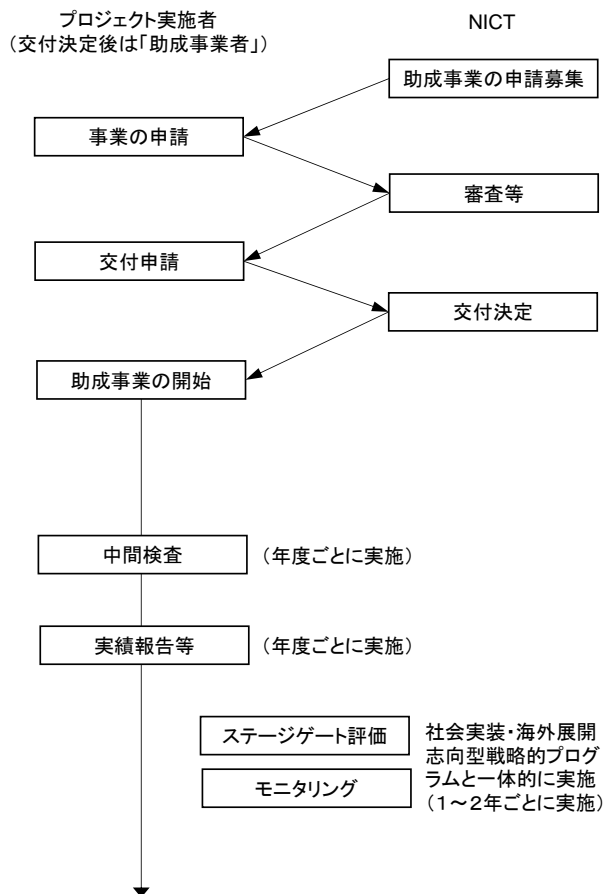 プロジェクト実施者
（交付決定後は「助成事業者」）
NICT
助成事業の申請募集
事業の申請
審査等
交付申請
交付決定
助成事業の開始
中間検査
（年度ごとに実施）
実績報告等
（年度ごとに実施）
ステージゲート評価
モニタリング
社会実装・海外展開
志向型戦略的プログ
ラムと一体的に実施
（１～２年ごとに実施）